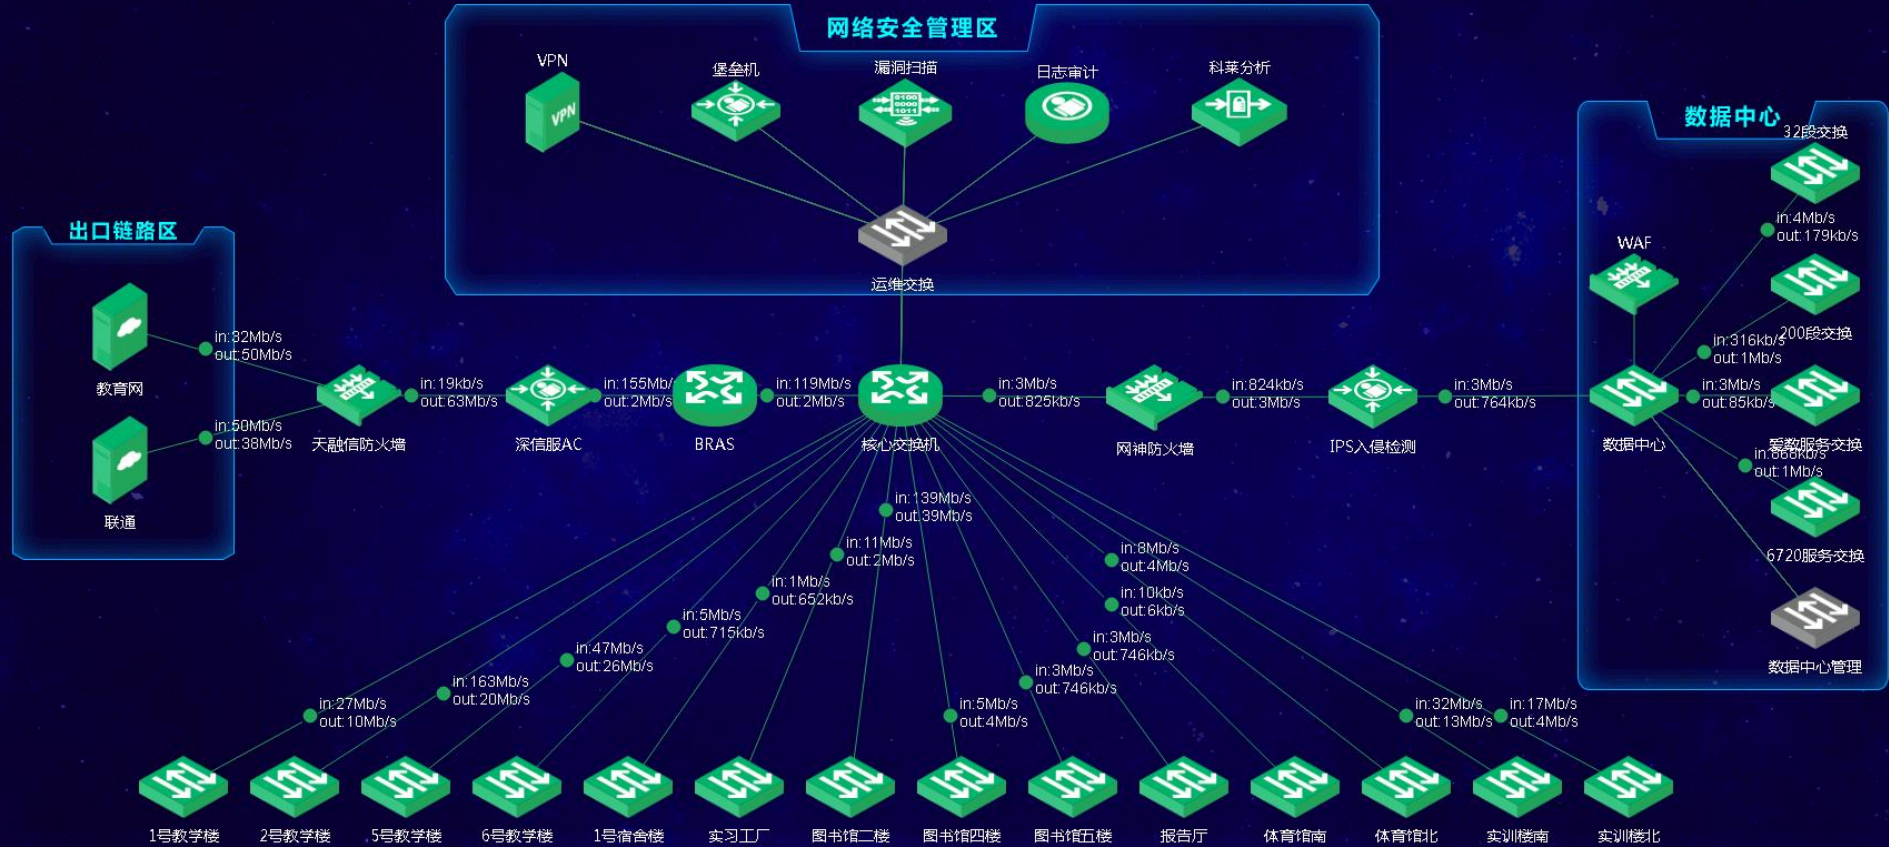 网络安全管理区
VPN
堡垒机
漏洞扫描
日志审计
科莱分析
VPN
0100
0000
1011
运维交换
出口链路区
教育网
in:32Mb/s
out:50Mb/s
联通
in:50Mb/s
out:38Mb/s
天融信防火墙
in:19kb/s
out:63Mb/s
深信服AC
in:155Mb/s
out:2Mb/s
BRAS
in:119Mb/s
out:2Mb/s
核心交换机
in:3Mb/s
out:825kb/s
网神防火墙
in:824kb/s
out:3Mb/s
IPS入侵检测
in:3Mb/s
out:764kb/s
数据中心
32段交换
in:4Mb/s
out:179kb/s
WAF
200段交换
in:316kb/s
out:1Mb/s
in:3Mb/s
out:85kb/s
数据中心
爱数服务交换
in:868kb/s
out:1Mb/s
6720服务交换
数据中心管理
in:139Mb/s
out:39Mb/s
in:11Mb/s
out:2Mb/s
in:1Mb/s
out:652kb/s
in:5Mb/s
out:715kb/s
in:47Mb/s
out:26Mb/s
in:163Mb/s
out:20Mb/s
in:27Mb/s
out:10Mb/s
in:8Mb/s
out:4Mb/s
in:10kb/s
out:6kb/s
in:3Mb/s
out:746kb/s
in:3Mb/s
out:746kb/s
in:5Mb/s
out:4Mb/s
in:32Mb/s
out:13Mb/s
in:17Mb/s
out:4Mb/s
1号教学楼
2号教学楼
5号教学楼
6号教学楼
1号宿舍楼
实习工厂
图书馆二楼
图书馆四楼
图书馆五楼
报告厅
体育馆南
体育馆北
实训楼南
实训楼北